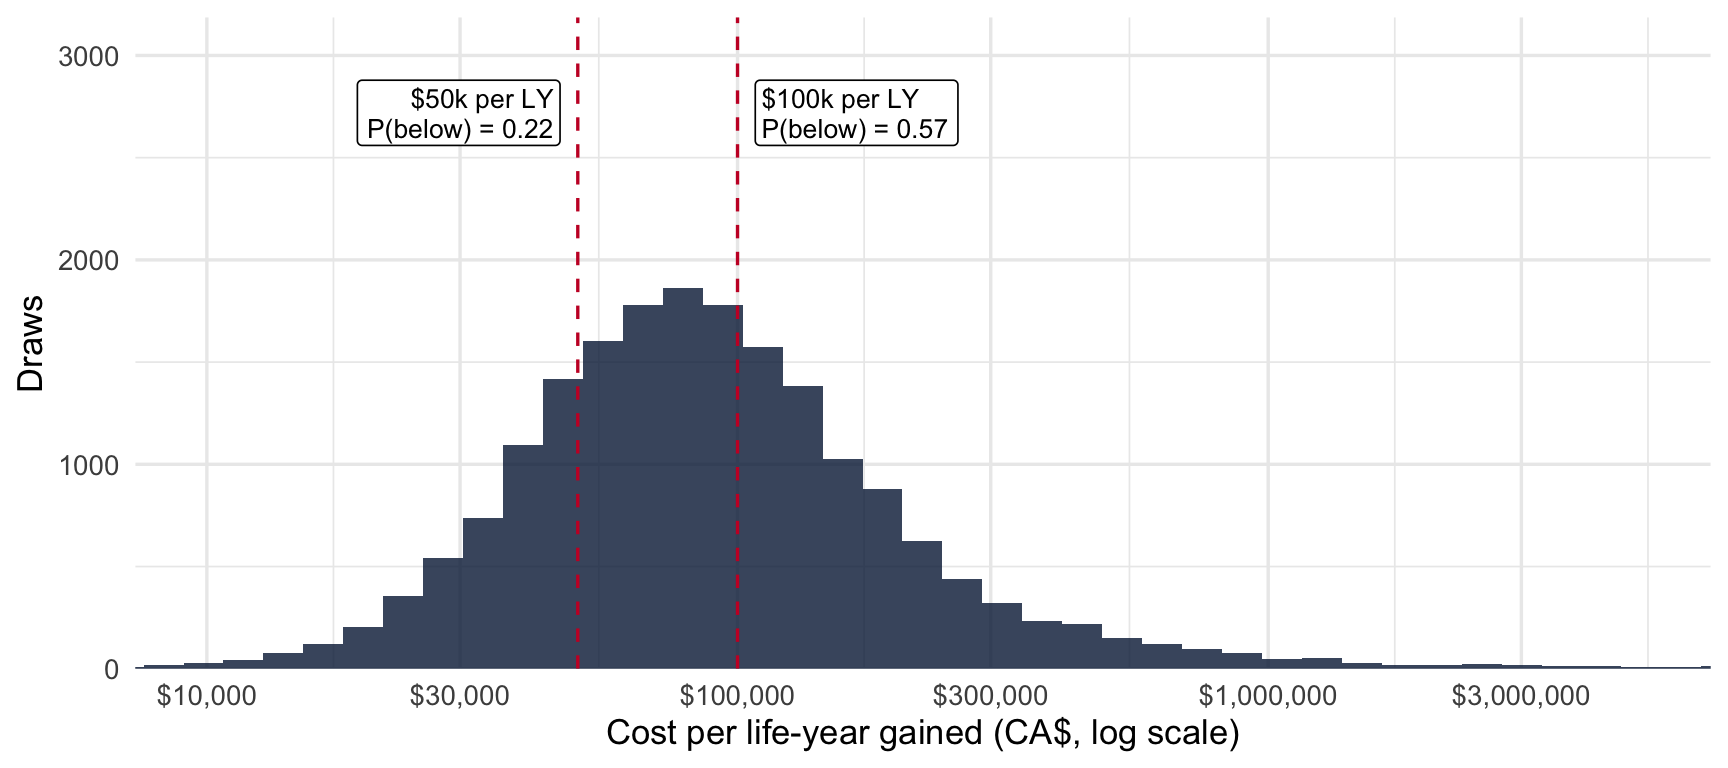 3000
$50k per LY
P(below) = 0.22
$100k per LY
P(below) = 0.57
2000
Draws
1000
0
$10,000
$30,000
$100,000
$300,000
$1,000,000
$3,000,000
Cost per life-year gained (CA$, log scale)